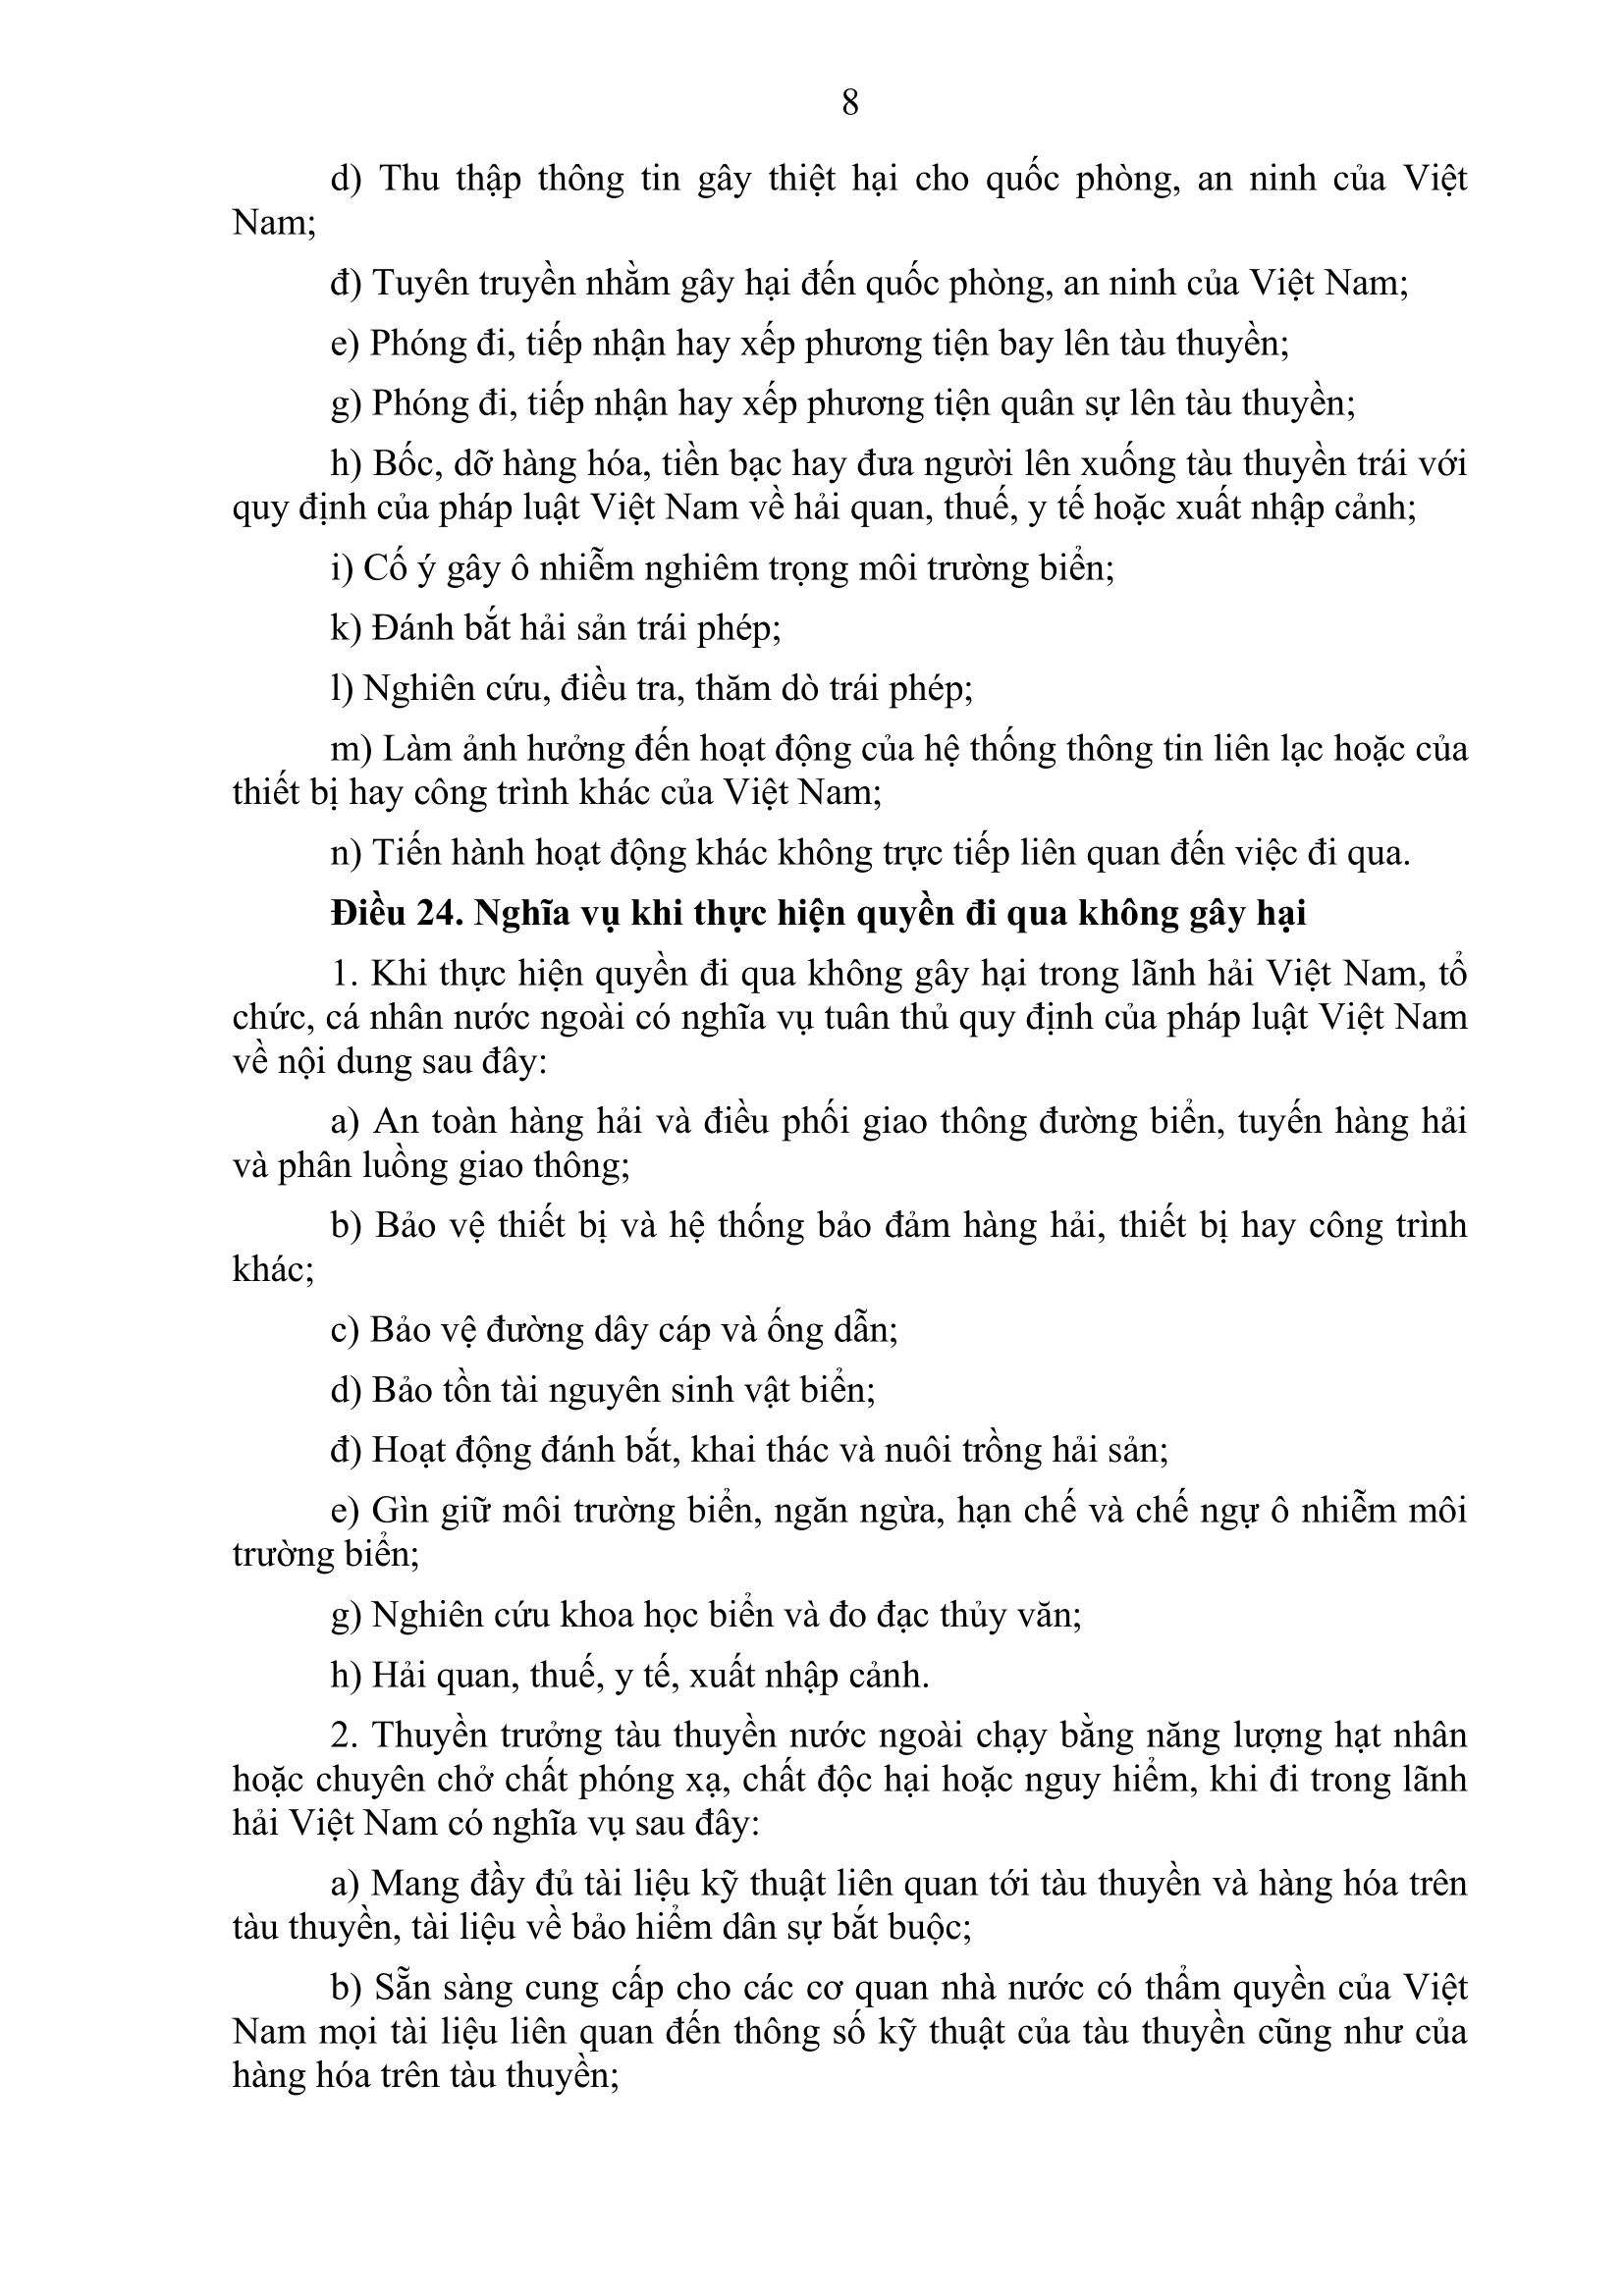 8
d) Thu thập thông tin gây thiệt hại cho quốc phòng, an ninh của Việt
Nam;
đ) Tuyên truyền nhằm gây hại đến quốc phòng, an ninh của Việt Nam;
e) Phóng đi, tiếp nhận hay xếp phương tiện bay lên tàu thuyền;
g) Phóng đi, tiếp nhận hay xếp phương tiện quân sự lên tàu thuyền;
h) Bốc, dỡ hàng hóa, tiền bạc hay đưa người lên xuống tàu thuyền trái với
quy định của pháp luật Việt Nam về hải quan, thuế, y tế hoặc xuất nhập cảnh;
i) Cố ý gây ô nhiễm nghiêm trọng môi trường biển;
k) Đánh bắt hải sản trái phép;
l) Nghiên cứu, điều tra, thăm dò trái phép;
m) Làm ảnh hưởng đến hoạt động của hệ thống thông tin liên lạc hoặc của
thiết bị hay công trình khác của Việt Nam;
n) Tiến hành hoạt động khác không trực tiếp liên quan đến việc đi qua.
Điều 24. Nghĩa vụ khi thực hiện quyền đi qua không gây hại
1. Khi thực hiện quyền đi qua không gây hại trong lãnh hải Việt Nam, tổ
chức, cá nhân nước ngoài có nghĩa vụ tuân thủ quy định của pháp luật Việt Nam
về nội dung sau đây:
a) An toàn hàng hải và điều phối giao thông đường biển, tuyến hàng hải
và phân luồng giao thông;
b) Bảo vệ thiết bị và hệ thống bảo đảm hàng hải, thiết bị hay công trình
khác;
c) Bảo vệ đường dây cáp và ống dẫn;
d) Bảo tồn tài nguyên sinh vật biển;
đ) Hoạt động đánh bắt, khai thác và nuôi trồng hải sản;
e) Gìn giữ môi trường biển, ngăn ngừa, hạn chế và chế ngự ô nhiễm môi
trường biển;
g) Nghiên cứu khoa học biển và đo đạc thủy văn;
h) Hải quan, thuế, y tế, xuất nhập cảnh.
2. Thuyền trưởng tàu thuyền nước ngoài chạy bằng năng lượng hạt nhân
hoặc chuyên chở chất phóng xạ, chất độc hại hoặc nguy hiểm, khi đi trong lãnh
hải Việt Nam có nghĩa vụ sau đây:
a) Mang đầy đủ tài liệu kỹ thuật liên quan tới tàu thuyền và hàng hóa trên
tàu thuyền, tài liệu về bảo hiểm dân sự bắt buộc;
b) Sẵn sàng cung cấp cho các cơ quan nhà nước có thẩm quyền của Việt
Nam mọi tài liệu liên quan đến thông số kỹ thuật của tàu thuyền cũng như của
hàng hóa trên tàu thuyền;